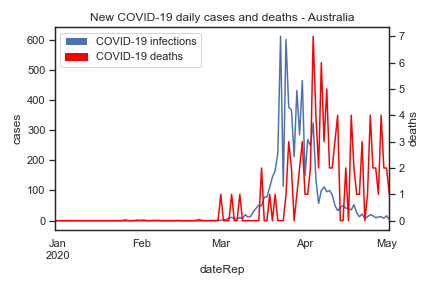 New COVID-19 daily cases and deaths - Australia
COVID-19 infections
COVID-19 deaths
600
500
400
300
200
100
0
cases
7
6
5
4
3
2
1
0
deaths
Jan Feb Mar Apr May
2020
dateRep